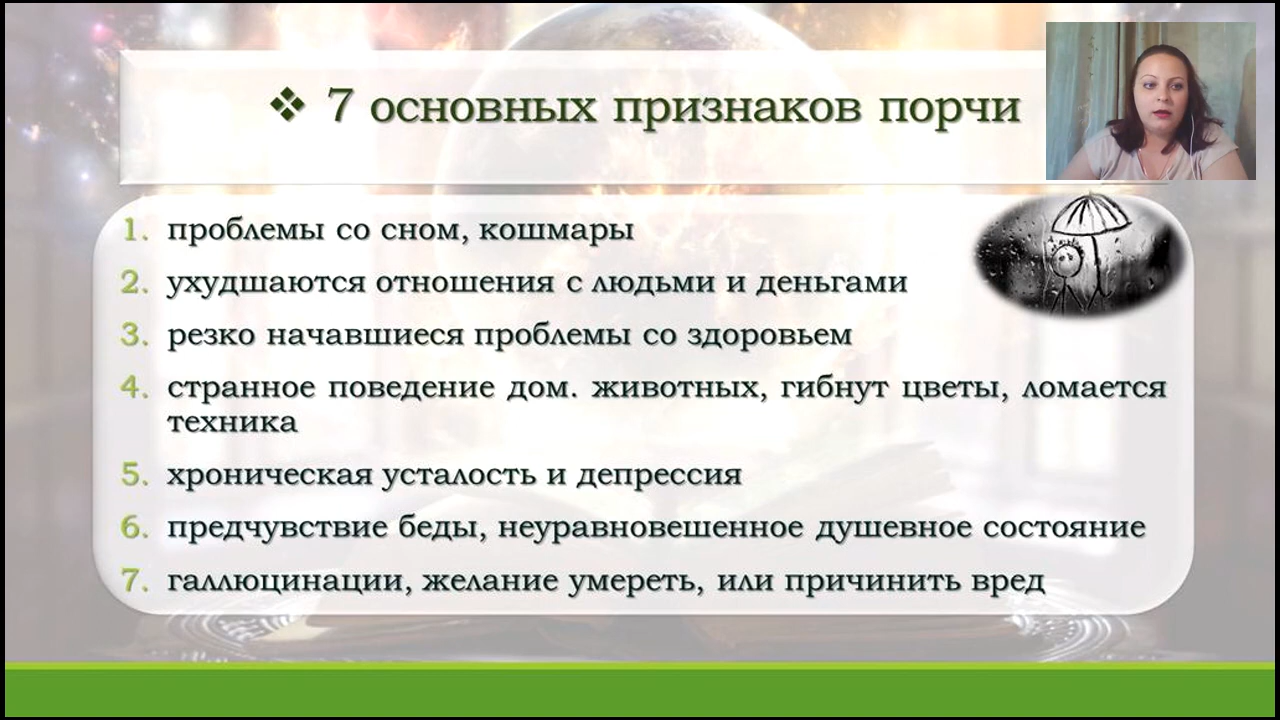 ❖ 7 основных признаков порчи
1. проблемы со сном, кошмары
2. ухудшаются отношения с людьми и деньгами
3. резко начавшиеся проблемы со здоровьем
4. странное поведение дом. животных, гибнут цветы, ломается
техника
5. хроническая усталость и депрессия
6. предчувствие беды, неуравновешенное душевное состояние
7. галлюцинации, желание умереть, или причинить вред